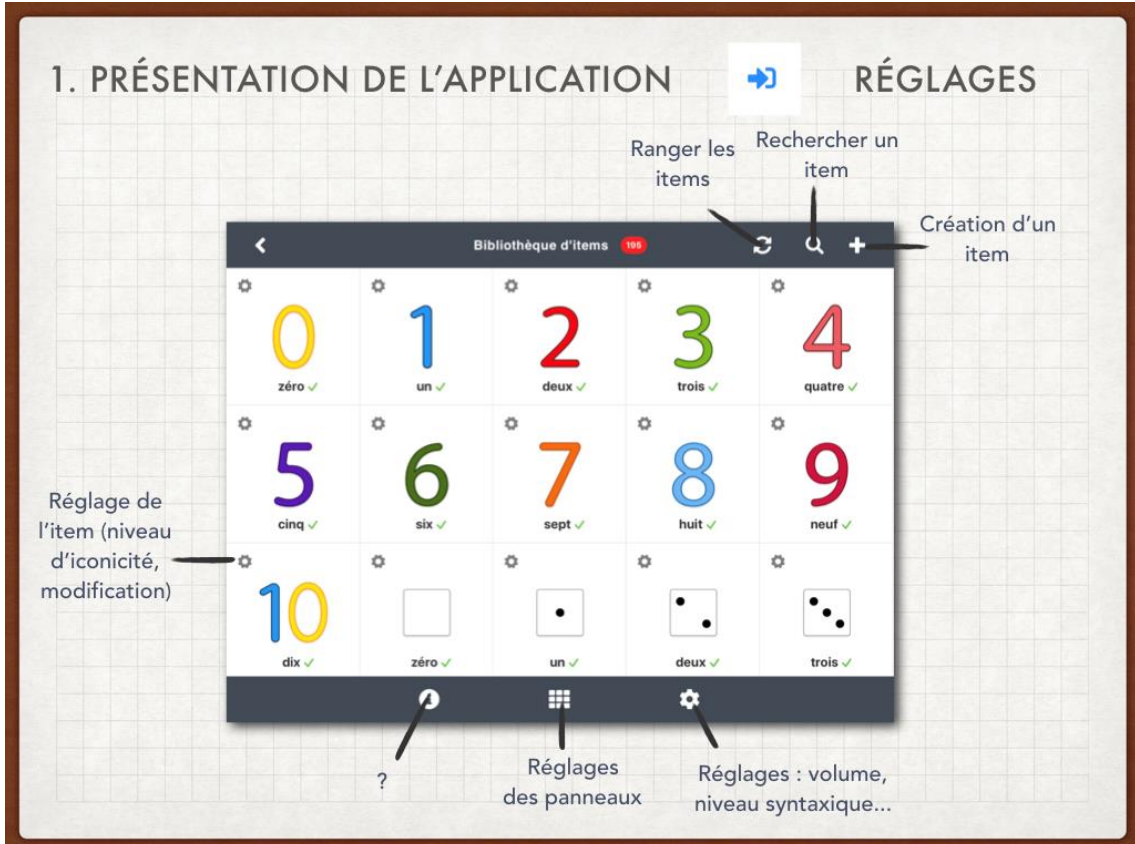 1. PRÉSENTATION DE L'APPLICATION RÉGLAGES
Ranger les
items
Rechercher un
item
Création d'un
item
Bibliothèque d'items 195
0 1 2 3 4
zéro un deux trois quatre
5 6 7 8 9
cinq six sept huit neuf
Réglage de
l'item (niveau
d'iconicité,
modification)
10
dix zéro un deux trois
?
Réglages
des panneaux
Réglages : volume,
niveau syntaxique...